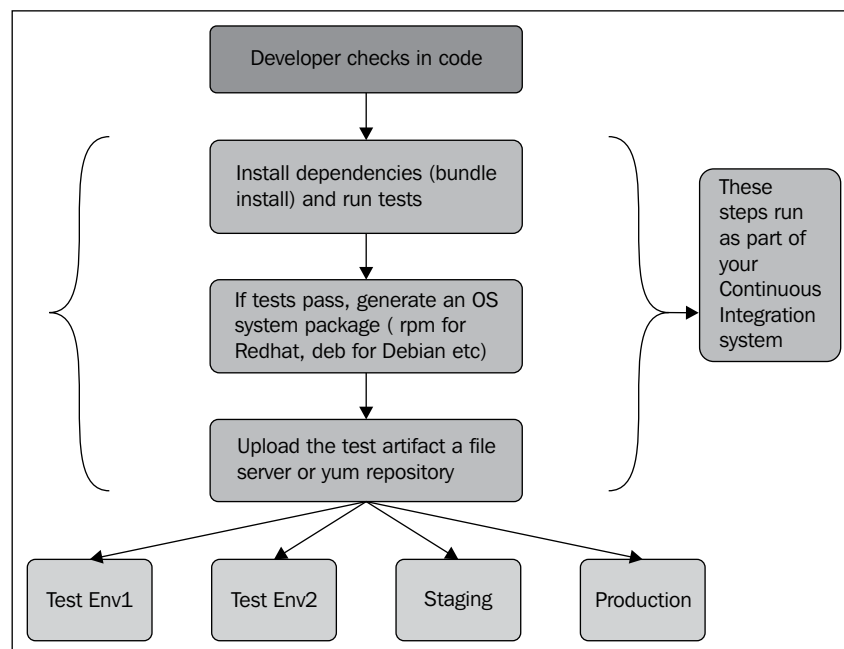 Developer checks in code
Install dependencies (bundle
install) and run tests
If tests pass, generate an OS
system package ( rpm for
Redhat, deb for Debian etc)
Upload the test artifact a file
server or yum repository
These
steps run
as part of
your
Continuous
Integration
system
Test Env1
Test Env2
Staging
Production